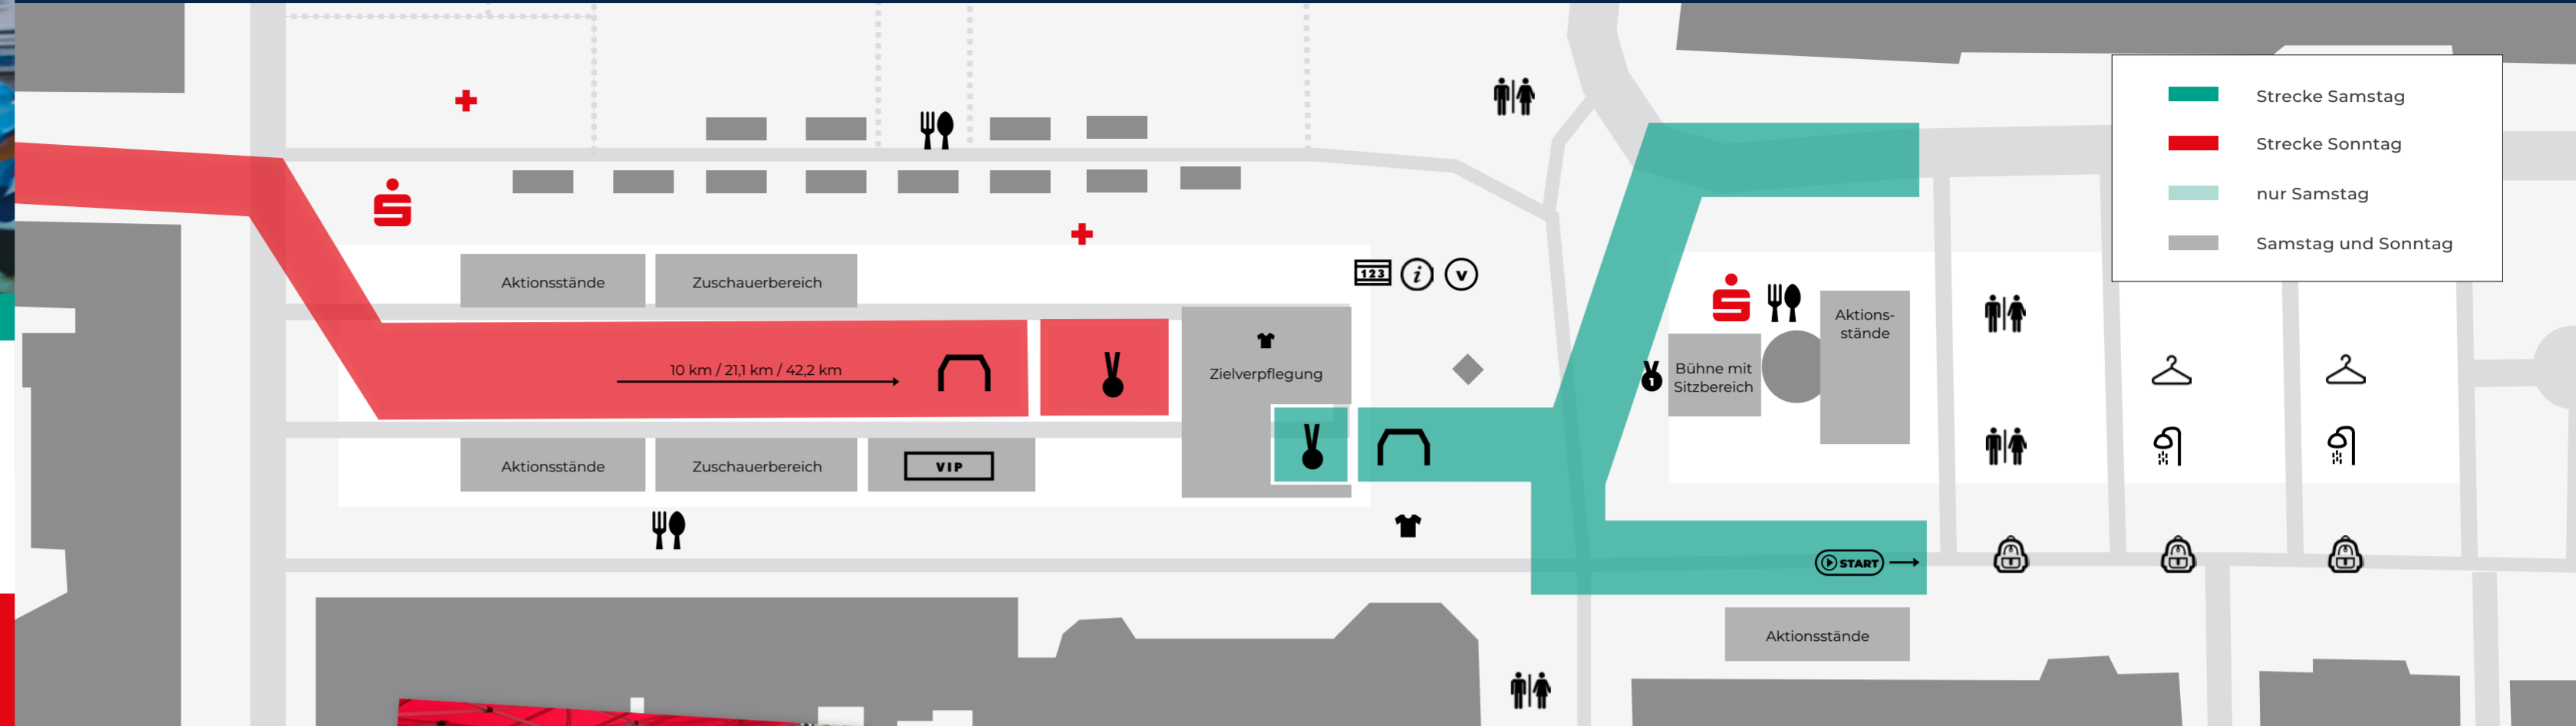 Strecke Samstag
Strecke Sonntag
nur Samstag
Samstag und Sonntag
123 i V
Aktionsstände
Zuschauerbereich
Aktions-
stände
10 km / 21,1 km / 42,2 km
Zielverpflegung
Bühne mit
Sitzbereich
1
Aktionsstände
Zuschauerbereich
VIP
START
Aktionsstände